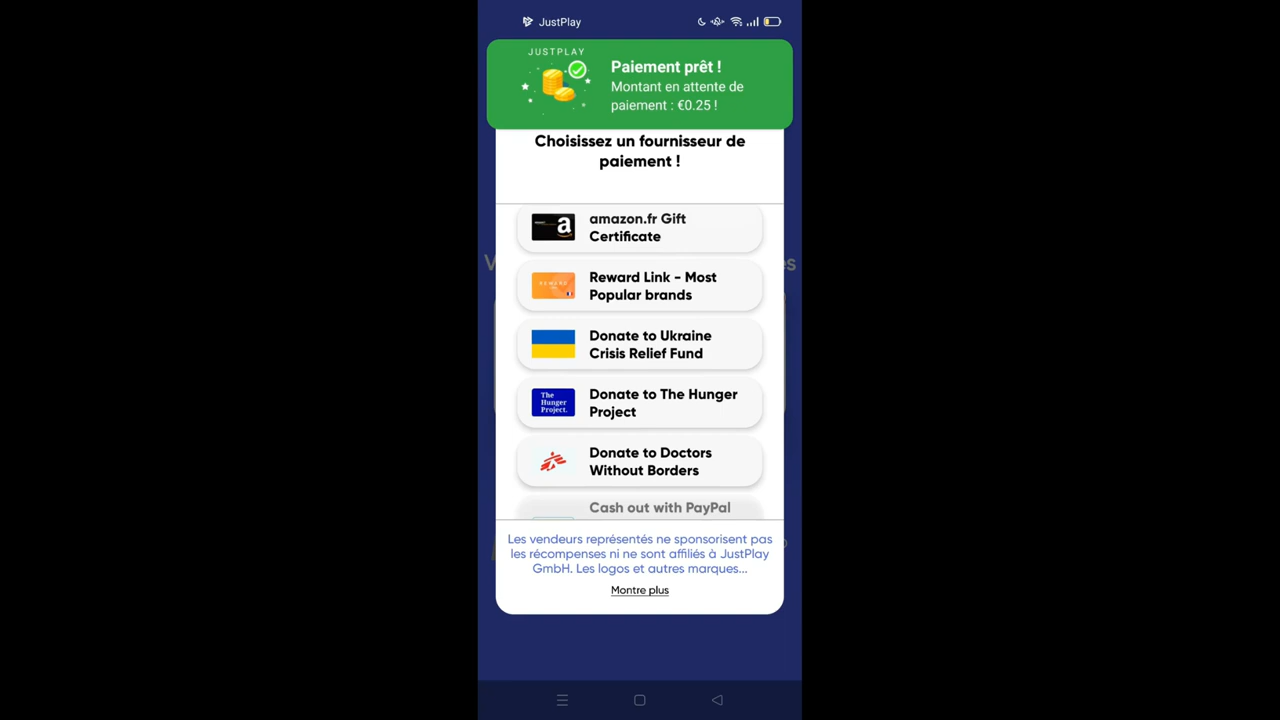 JustPlay
JUSTPLAY
Paiement prêt !
Montant en attente de
paiement : €0.25 !
Choisissez un fournisseur de
paiement !
amazon.fr Gift
Certificate
Reward Link - Most
Popular brands
Donate to Ukraine
Crisis Relief Fund
The
Hunger
Project.
Donate to The Hunger
Project
Donate to Doctors
Without Borders
Cash out with PayPal
Les vendeurs représentés ne sponsorisent pas
les récompenses ni ne sont affiliés à JustPlay
GmbH. Les logos et autres marques...
Montre plus